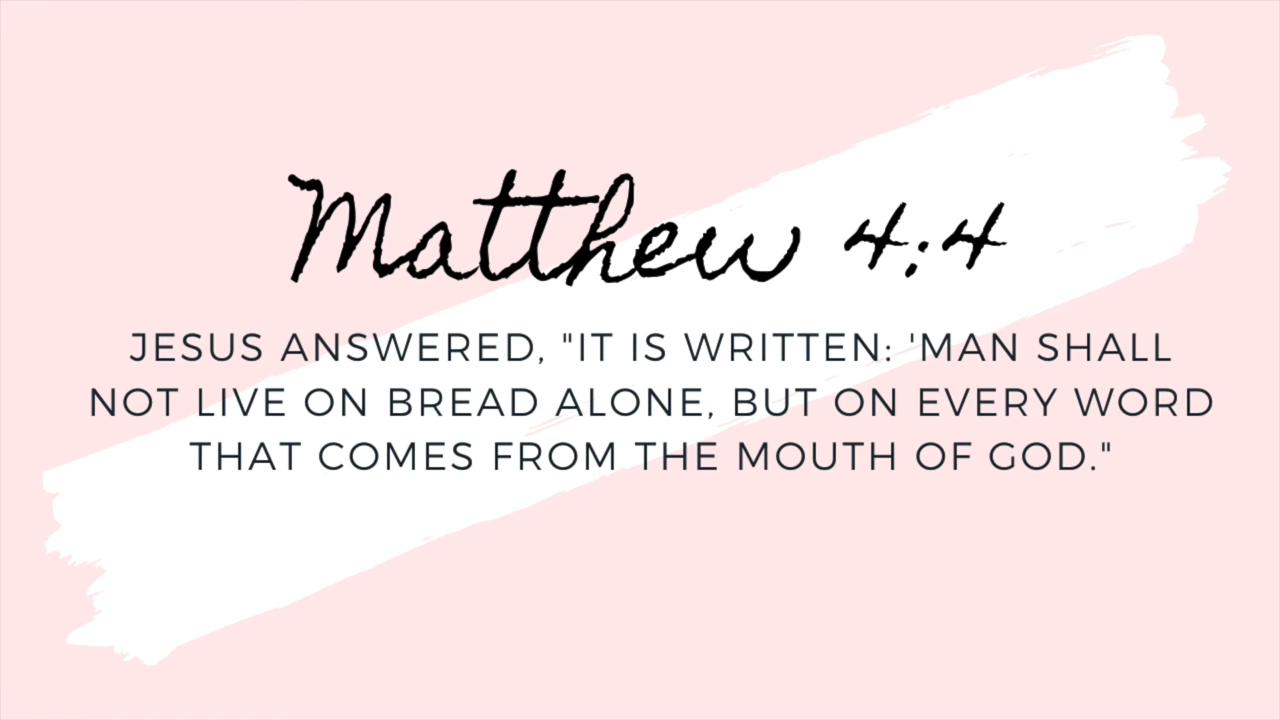 Matthew 4:4
JESUS ANSWERED, "IT IS WRITTEN: 'MAN SHALL
NOT LIVE ON BREAD ALONE, BUT ON EVERY WORD
THAT COMES FROM THE MOUTH OF GOD."